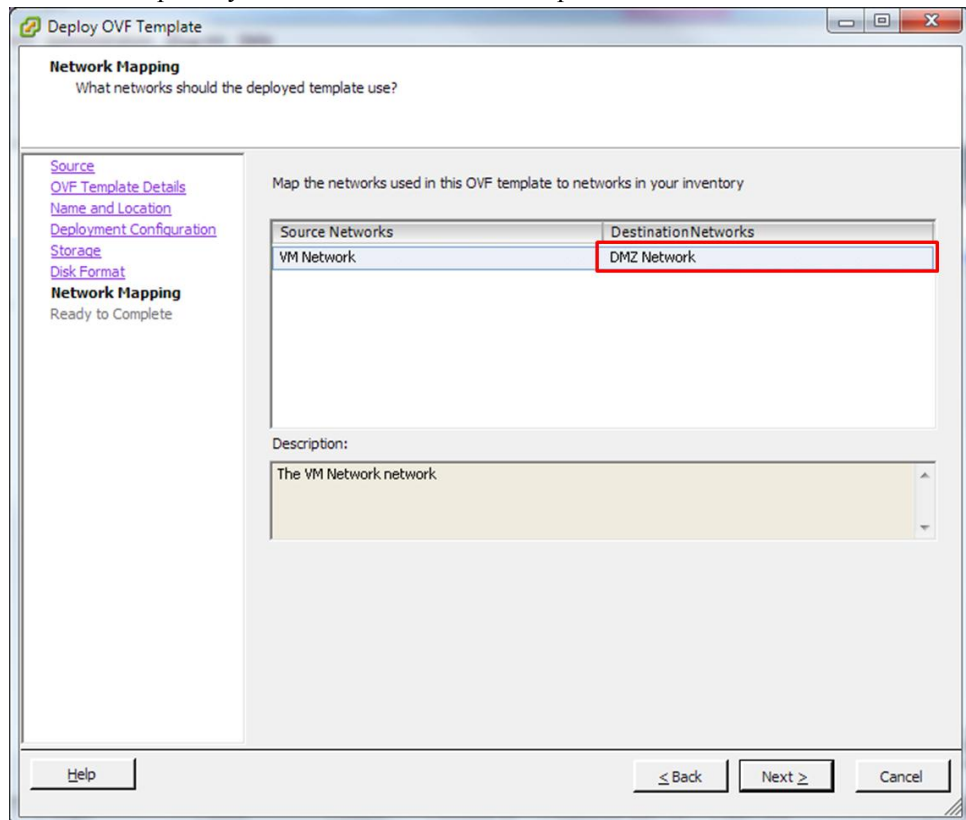 Deploy OVF Template
Network Mapping
What networks should the deployed template use?
Source
OVF Template Details
Name and Location
Deployment Configuration
Storage
Disk Format
Network Mapping
Ready to Complete
Map the networks used in this OVF template to networks in your inventory
Source Networks DestinationNetworks
VM Network DMZ Network
Description:
The VM Network network
Help ≤ Back Next ≥ Cancel